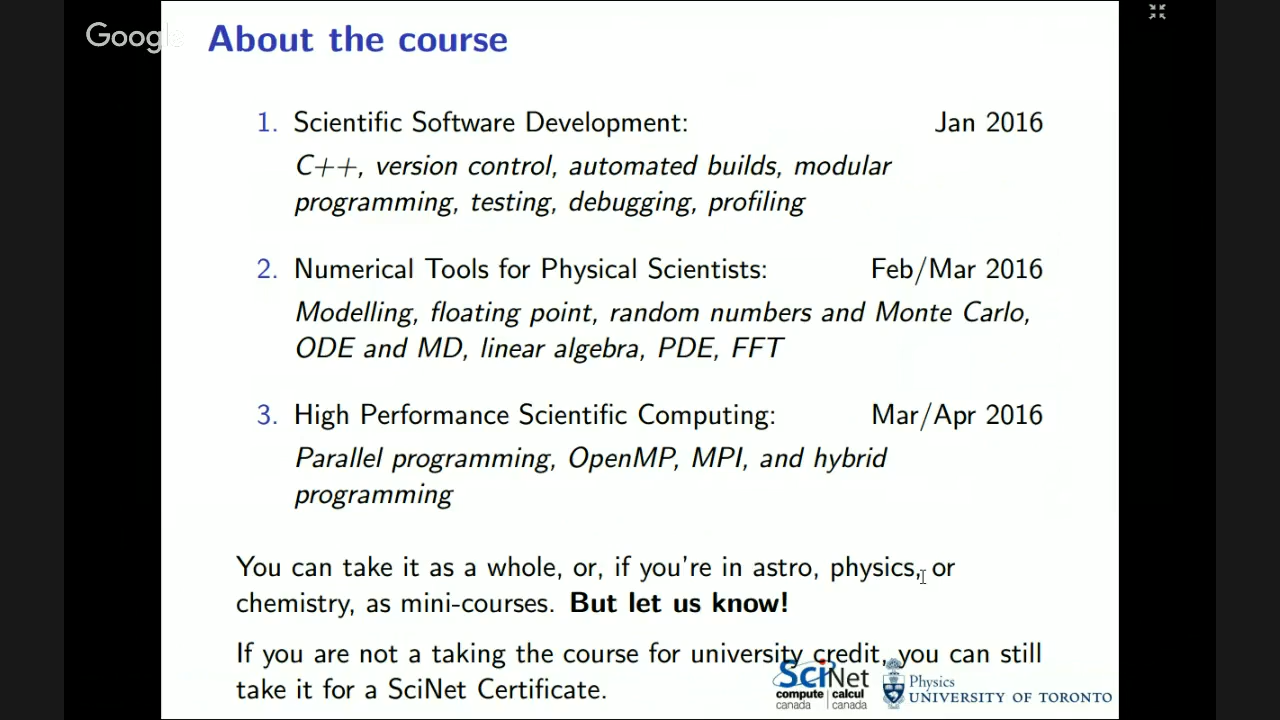 Google
About the course
1. Scientific Software Development: Jan 2016
C++, version control, automated builds, modular
programming, testing, debugging, profiling
2. Numerical Tools for Physical Scientists: Feb/Mar 2016
Modelling, floating point, random numbers and Monte Carlo,
ODE and MD, linear algebra, PDE, FFT
3. High Performance Scientific Computing: Mar/Apr 2016
Parallel programming, OpenMP, MPI, and hybrid
programming
You can take it as a whole, or, if you're in astro, physics, or
chemistry, as mini-courses. But let us know!
If you are not a taking the course for university credit, you can still
take it for a SciNet Certificate.
SciNet
compute | calcul
canada | canada
Physics
UNIVERSITY OF TORONTO